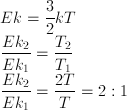 Ek = \frac{3}{2}kT
\frac{Ek_2}{Ek_1} = \frac{T_2}{T_1}
\frac{Ek_2}{Ek_1} = \frac{2T}{T} = 2 : 1